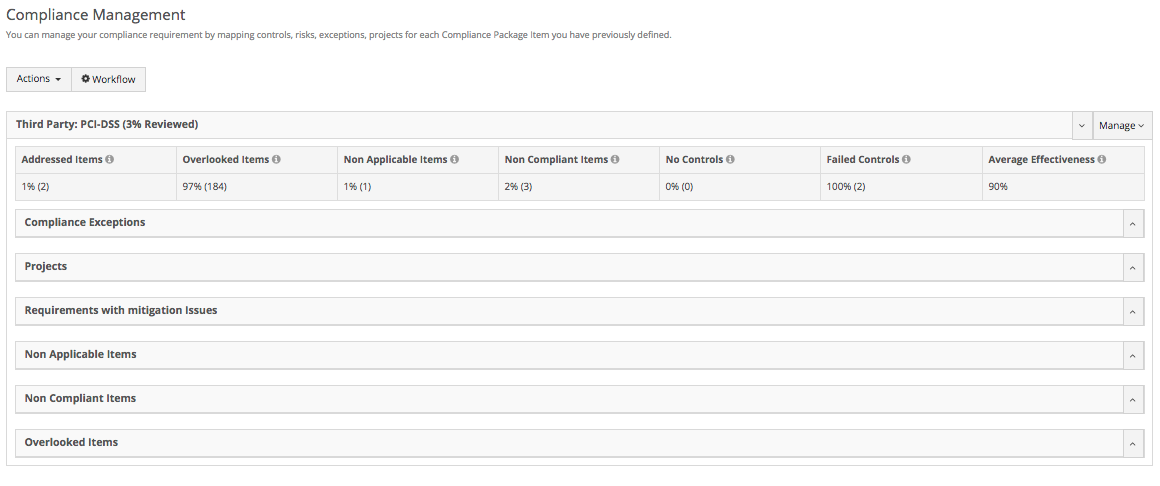 Compliance Management
You can manage your compliance requirement by mapping controls, risks, exceptions, projects for each Compliance Package Item you have previously defined.
Actions Workflow
Third Party: PCI-DSS (3% Reviewed) Manage
Addressed Items Overlooked Items Non Applicable Items Non Compliant Items No Controls Failed Controls Average Effectiveness
1% (2) 97% (184) 1% (1) 2% (3) 0% (0) 100% (2) 90%
Compliance Exceptions
Projects
Requirements with mitigation Issues
Non Applicable Items
Non Compliant Items
Overlooked Items